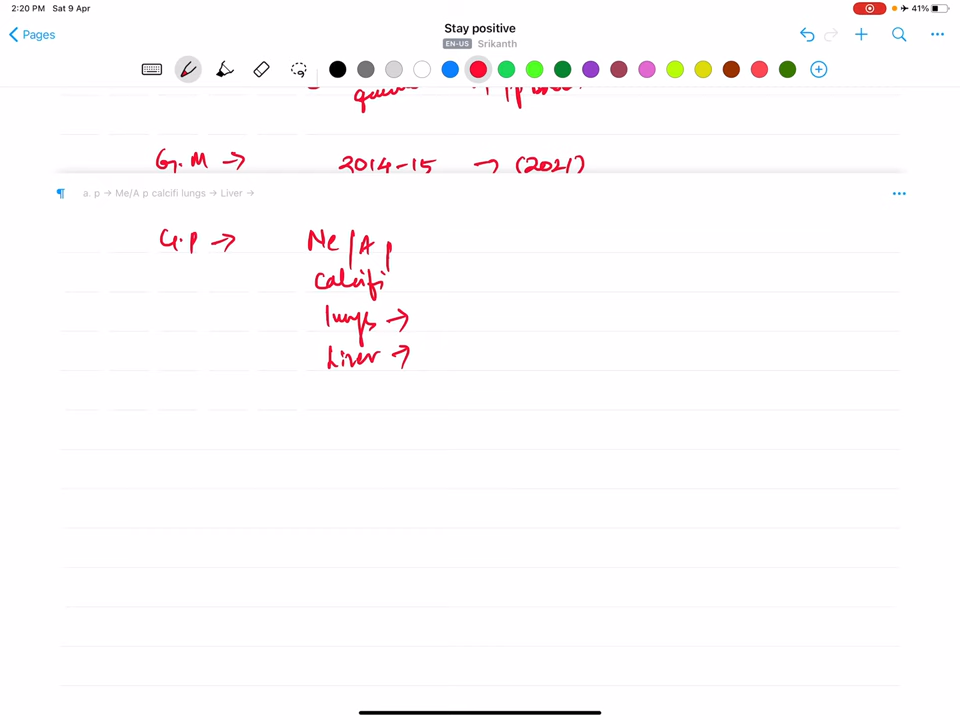 2:20 PM Sat 9 Apr 41%
Pages
Stay positive
EN-US Srikanth
G.M → 2014-15 → (2021)
a. p → Me/A p calcifi lungs → Liver →
G.P → Ne/A p
calcifi
lungs →
Liver →